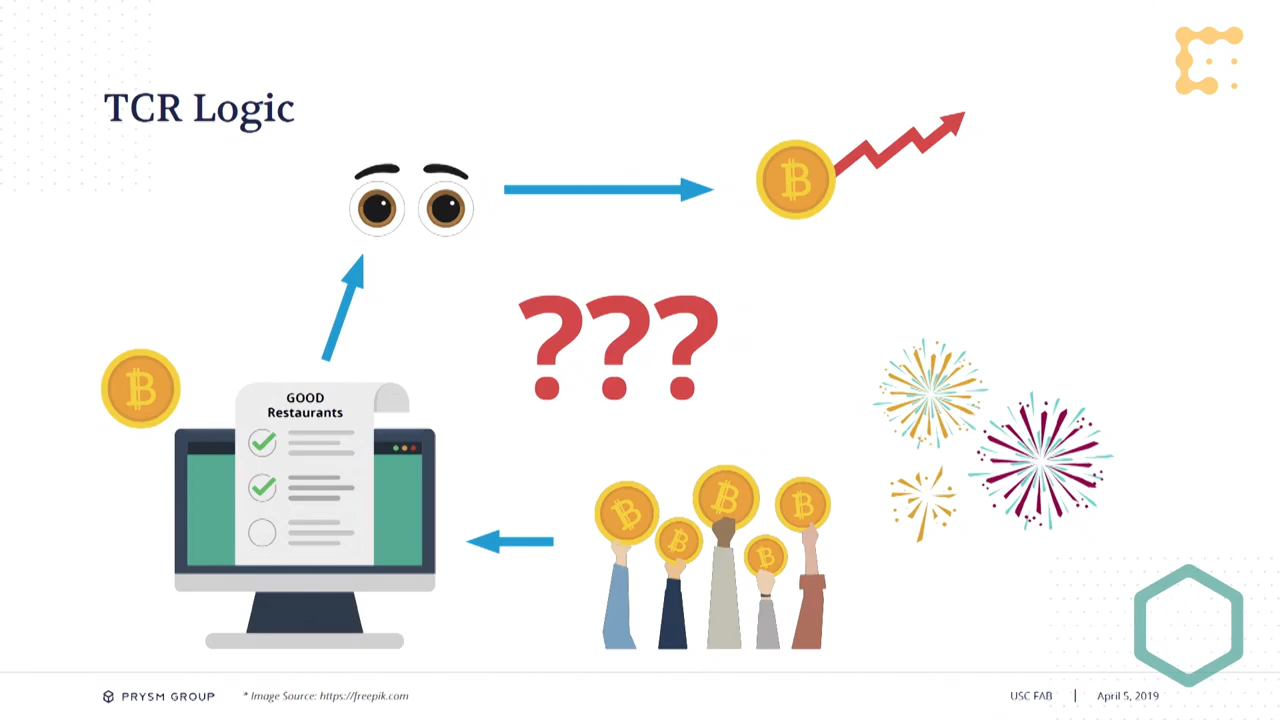 TCR Logic
???
GOOD
Restaurants
PRYSM GROUP
* Image Source: https://freepik.com
USC FAB | April 5, 2019